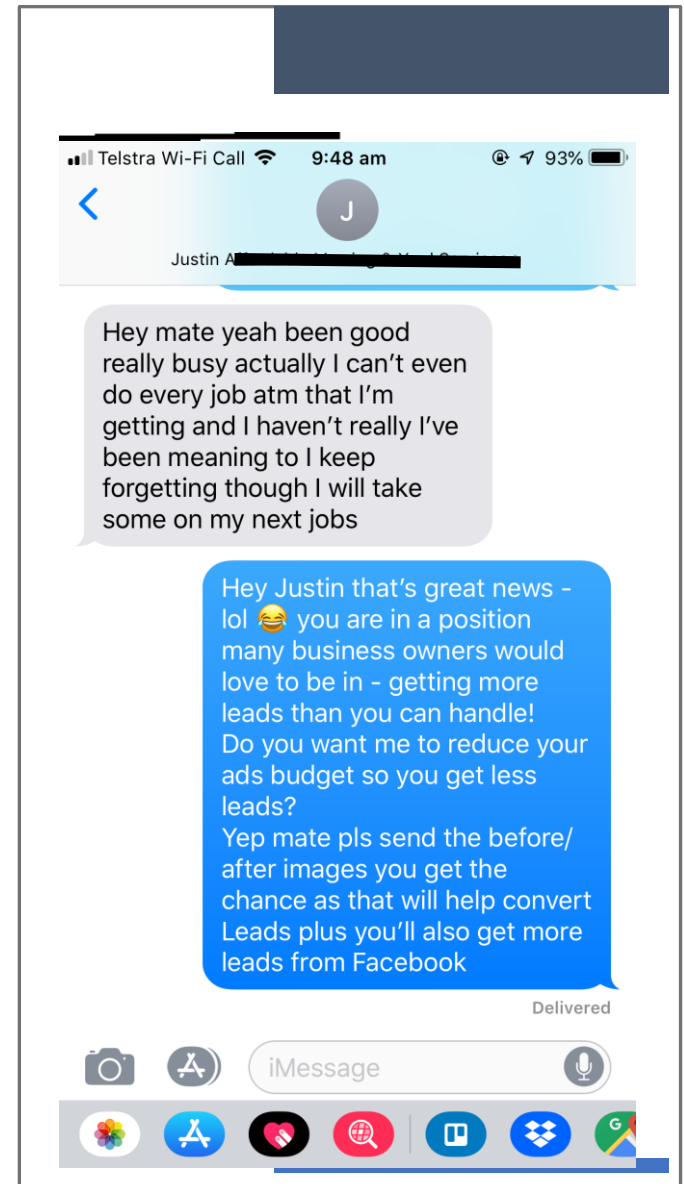 Telstra Wi-Fi Call 9:48 am 93%
J
Justin
Hey mate yeah been good
really busy actually I can’t even
do every job atm that I’m
getting and I haven’t really I’ve
been meaning to I keep
forgetting though I will take
some on my next jobs
Hey Justin that’s great news -
lol 😂 you are in a position
many business owners would
love to be in - getting more
leads than you can handle!
Do you want me to reduce your
ads budget so you get less
leads?
Yep mate pls send the before/
after images you get the
chance as that will help convert
Leads plus you’ll also get more
leads from Facebook
Delivered
iMessage
G